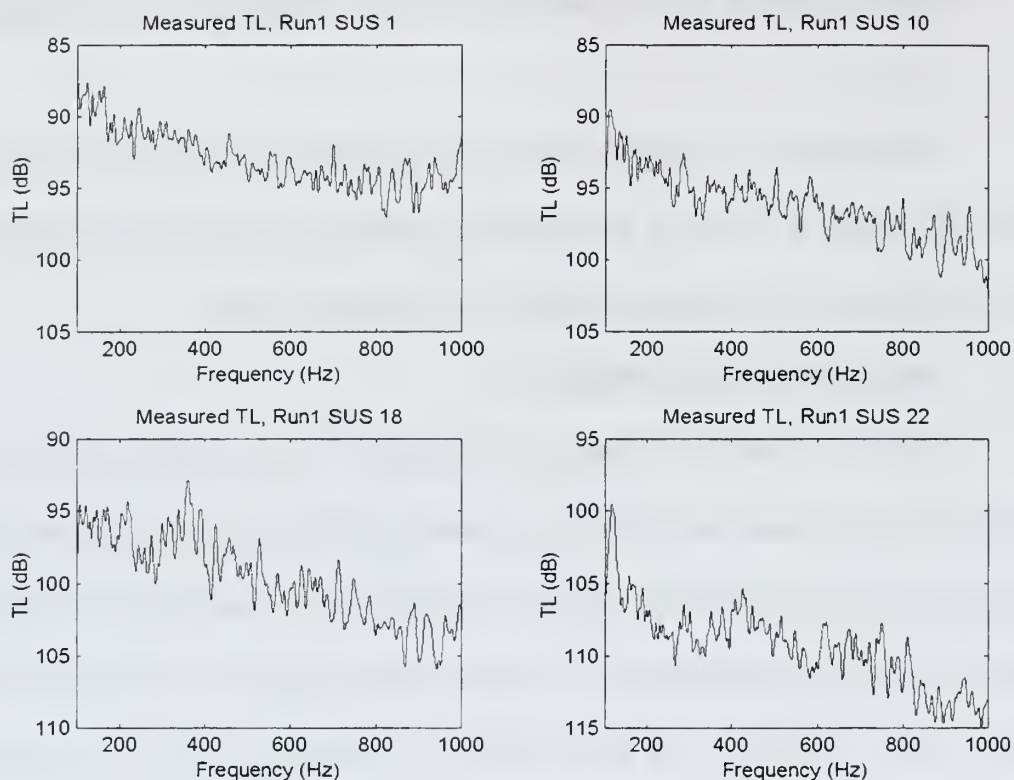 Measured TL, Run1 SUS 1
85
90
95
100
105
TL (dB)
200 400 600 800 1000
Frequency (Hz)
Measured TL, Run1 SUS 10
85
90
95
100
105
TL (dB)
200 400 600 800 1000
Frequency (Hz)
Measured TL, Run1 SUS 18
90
95
100
105
110
TL (dB)
200 400 600 800 1000
Frequency (Hz)
Measured TL, Run1 SUS 22
95
100
105
110
115
TL (dB)
200 400 600 800 1000
Frequency (Hz)